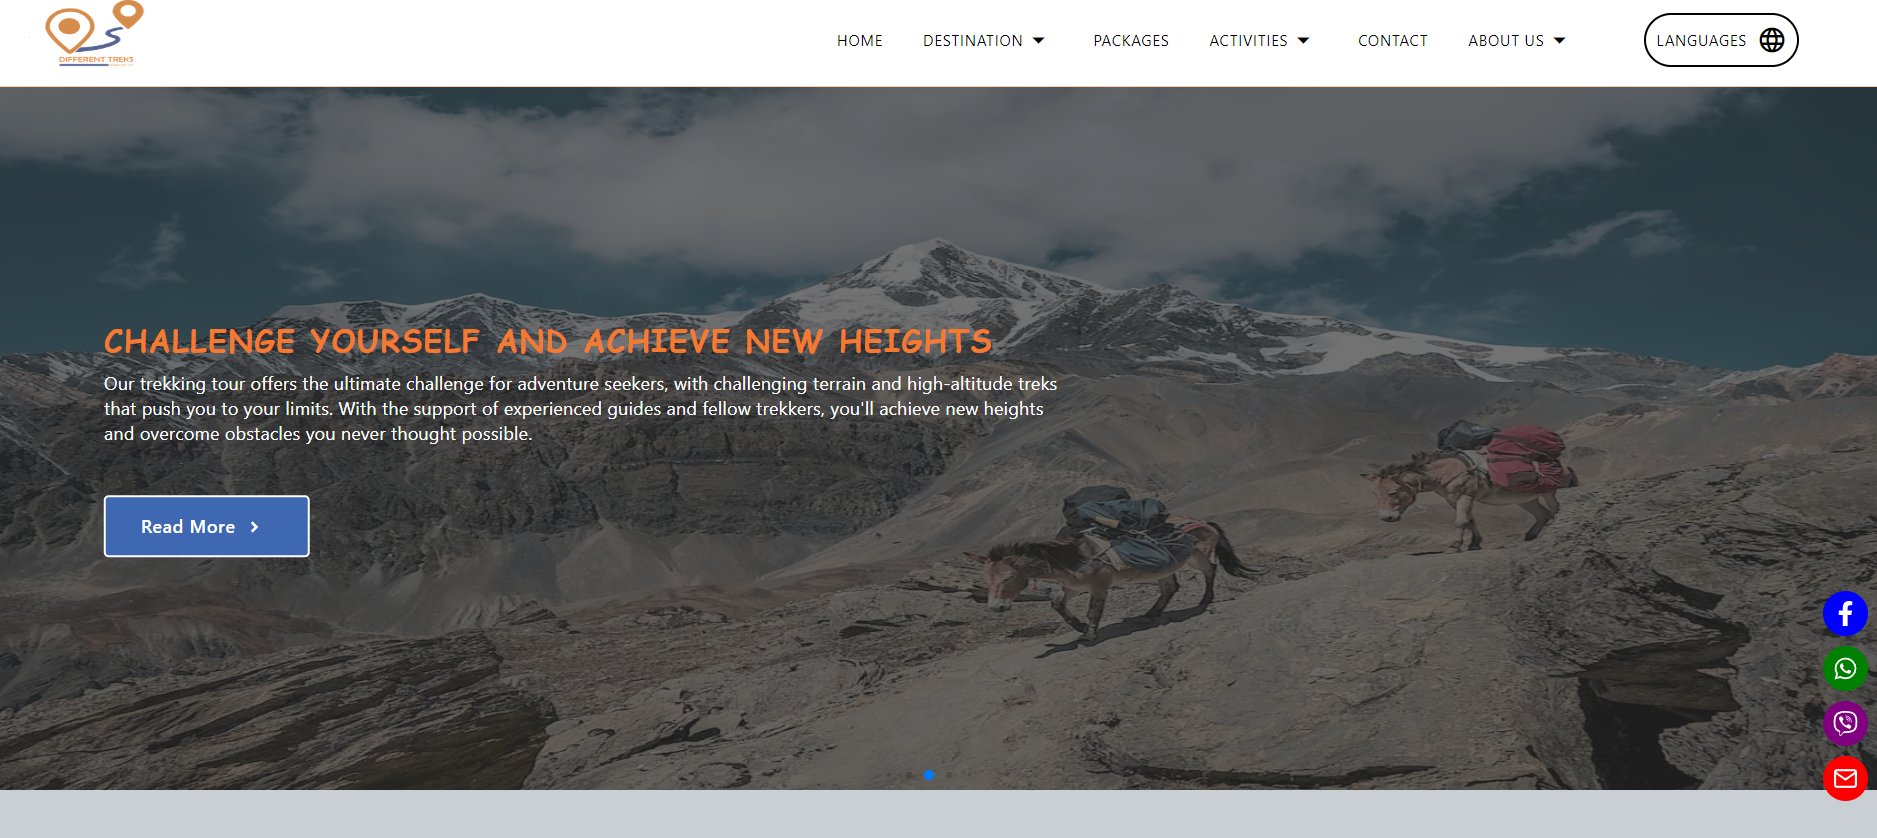 DIFFERENT TREKS
HOME
DESTINATION
PACKAGES
ACTIVITIES
CONTACT
ABOUT US
LANGUAGES
CHALLENGE YOURSELF AND ACHIEVE NEW HEIGHTS
Our trekking tour offers the ultimate challenge for adventure seekers, with challenging terrain and high-altitude treks
that push you to your limits. With the support of experienced guides and fellow trekkers, you'll achieve new heights
and overcome obstacles you never thought possible.
Read More